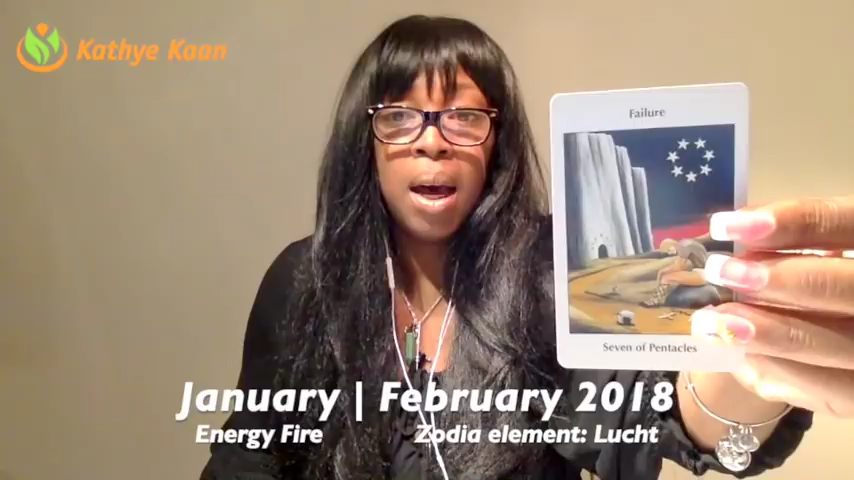 Kathye Kaan
Failure
Seven of Pentacles
January | February 2018
Energy Fire
Zodia element: Lucht